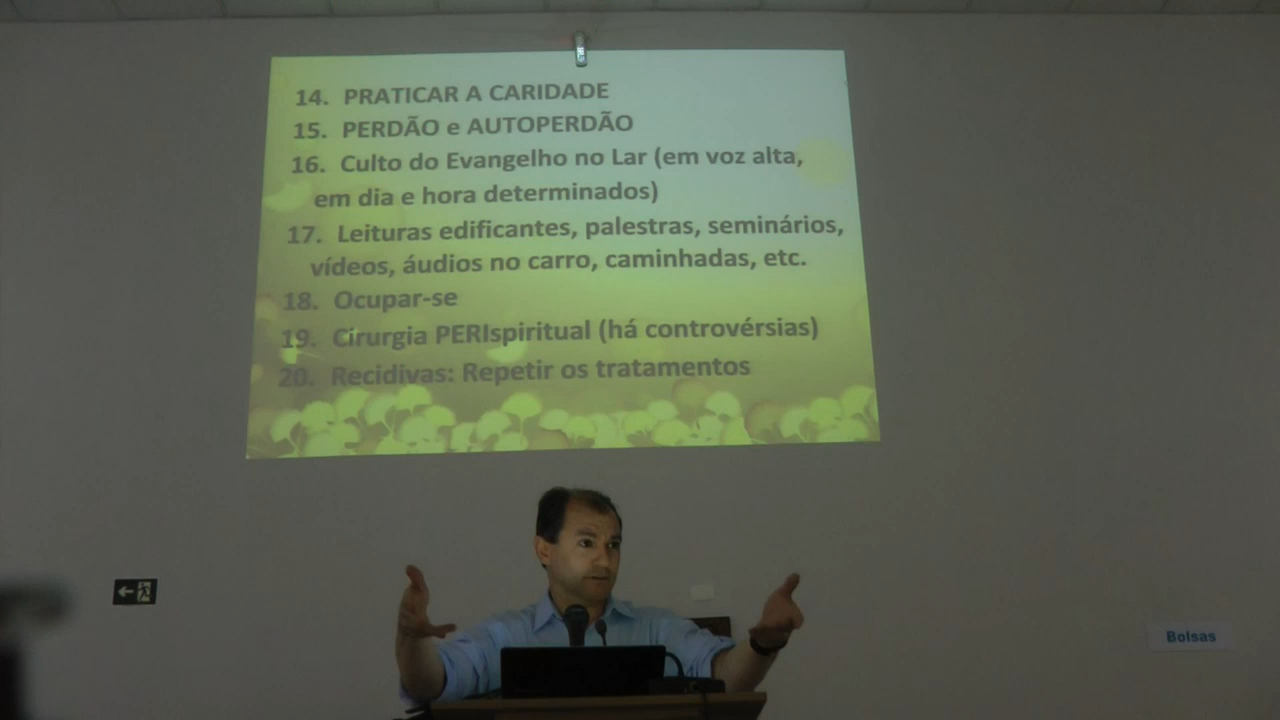 14. PRATICAR A CARIDADE
15. PERDÃO e AUTOPERDÃO
16. Culto do Evangelho no Lar (em voz alta,
em dia e hora determinados)
17. Leituras edificantes, palestras, seminários,
vídeos, áudios no carro, caminhadas, etc.
18. Ocupar-se
19. Cirurgia PERIspiritual (há controvérsias)
20. Recidivas: Repetir os tratamentos
Bolsas